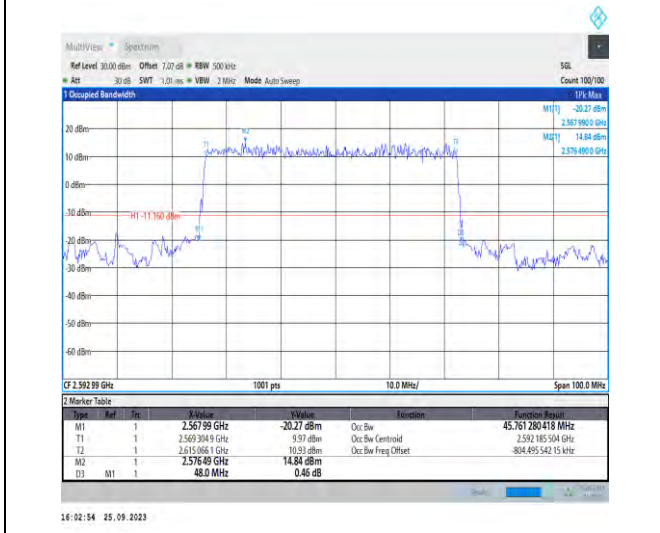 MultiView Spectrum
Ref Level 30.00 dBm Offset 7.07 dB RBW 500 kHz SGL
Att 30 dB SWT 1.01 ms VBW 2 MHz Mode Auto Sweep Count 100/100
1 Occupied Bandwidth 1Pk Max
M1[1] -20.27 dBm
2.567 990 0 GHz
M2[1] 14.84 dBm
2.576 490 0 GHz
20 dBm
10 dBm
0 dBm
-10 dBm
H1 -11.160 dBm
-20 dBm
-30 dBm
-40 dBm
-50 dBm
-60 dBm
T1
M2
T2
M1
CF 2.592 99 GHz 1001 pts 10.0 MHz/ Span 100.0 MHz
2 Marker Table
Type Ref Trc X-Value Y-Value Function Function Result
M1 1 2.567 99 GHz -20.27 dBm Occ Bw 45.761 280 418 MHz
T1 1 2.569 304 9 GHz 9.97 dBm Occ Bw Centroid 2.592 185 504 GHz
T2 1 2.615 066 1 GHz 10.93 dBm Occ Bw Freq Offset -804.495 542 15 kHz
M2 1 2.576 49 GHz 14.84 dBm
D3 M1 1 48.0 MHz 0.46 dB
16:02:54 25.09.2023